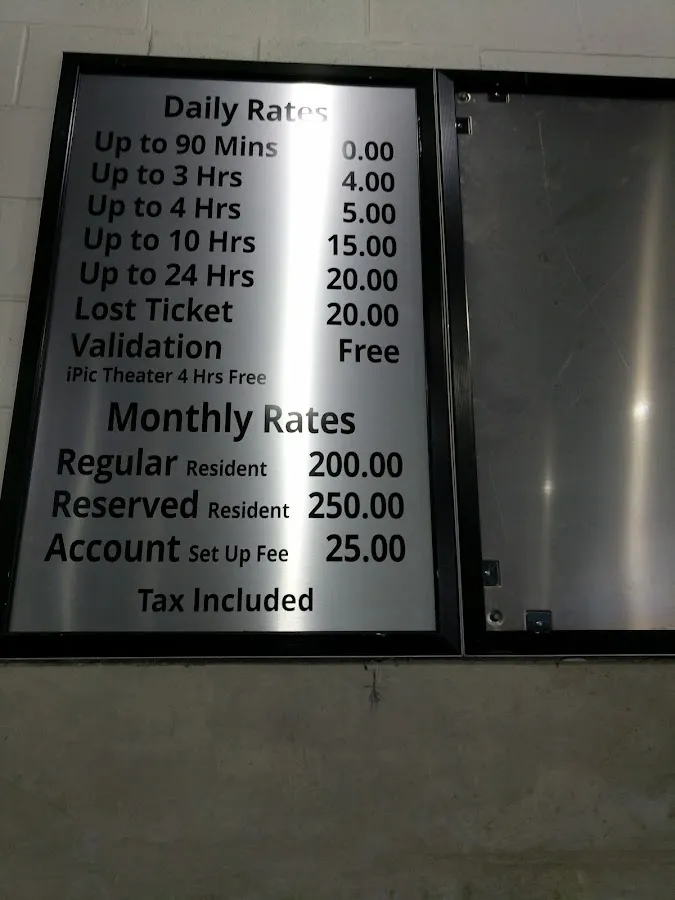 Daily Rates
Up to 90 Mins 0.00
Up to 3 Hrs 4.00
Up to 4 Hrs 5.00
Up to 10 Hrs 15.00
Up to 24 Hrs 20.00
Lost Ticket 20.00
Validation Free
iPic Theater 4 Hrs Free
Monthly Rates
Regular Resident 200.00
Reserved Resident 250.00
Account Set Up Fee 25.00
Tax Included